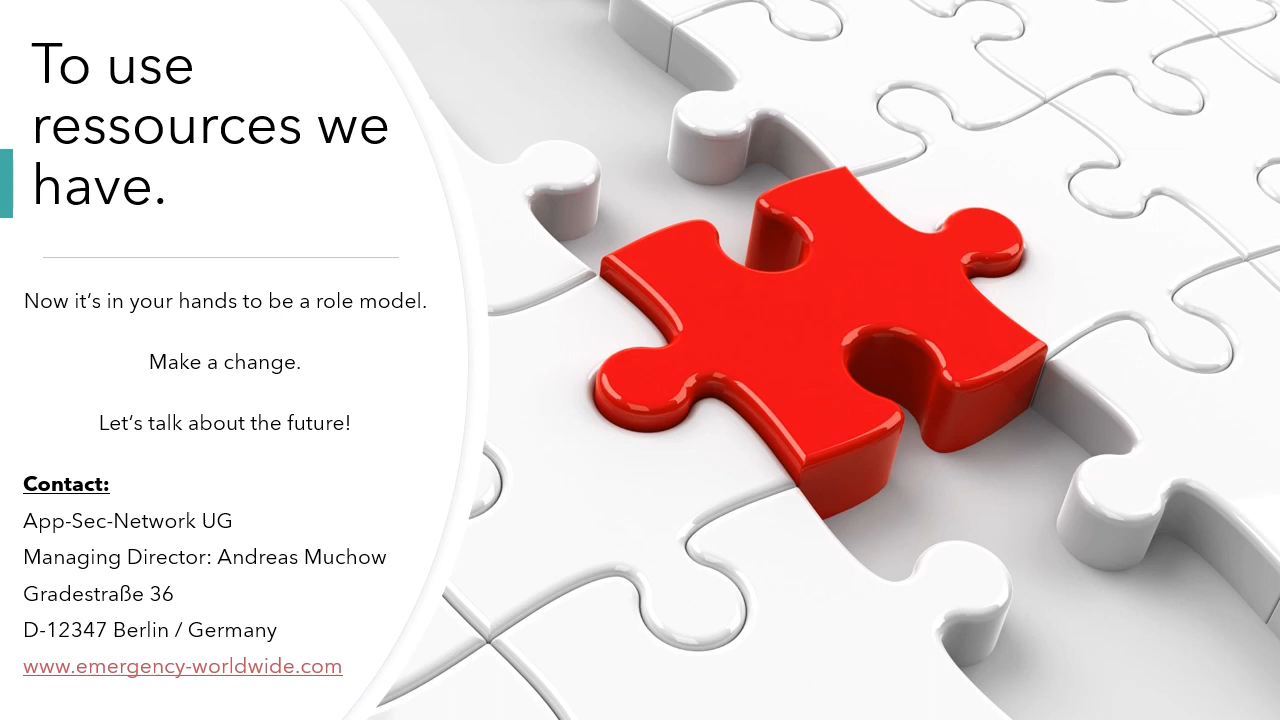 To use
ressources we
have.
Now it’s in your hands to be a role model.
Make a change.
Let’s talk about the future!
Contact:
App-Sec-Network UG
Managing Director: Andreas Muchow
Gradestraße 36
D-12347 Berlin / Germany
www.emergency-worldwide.com